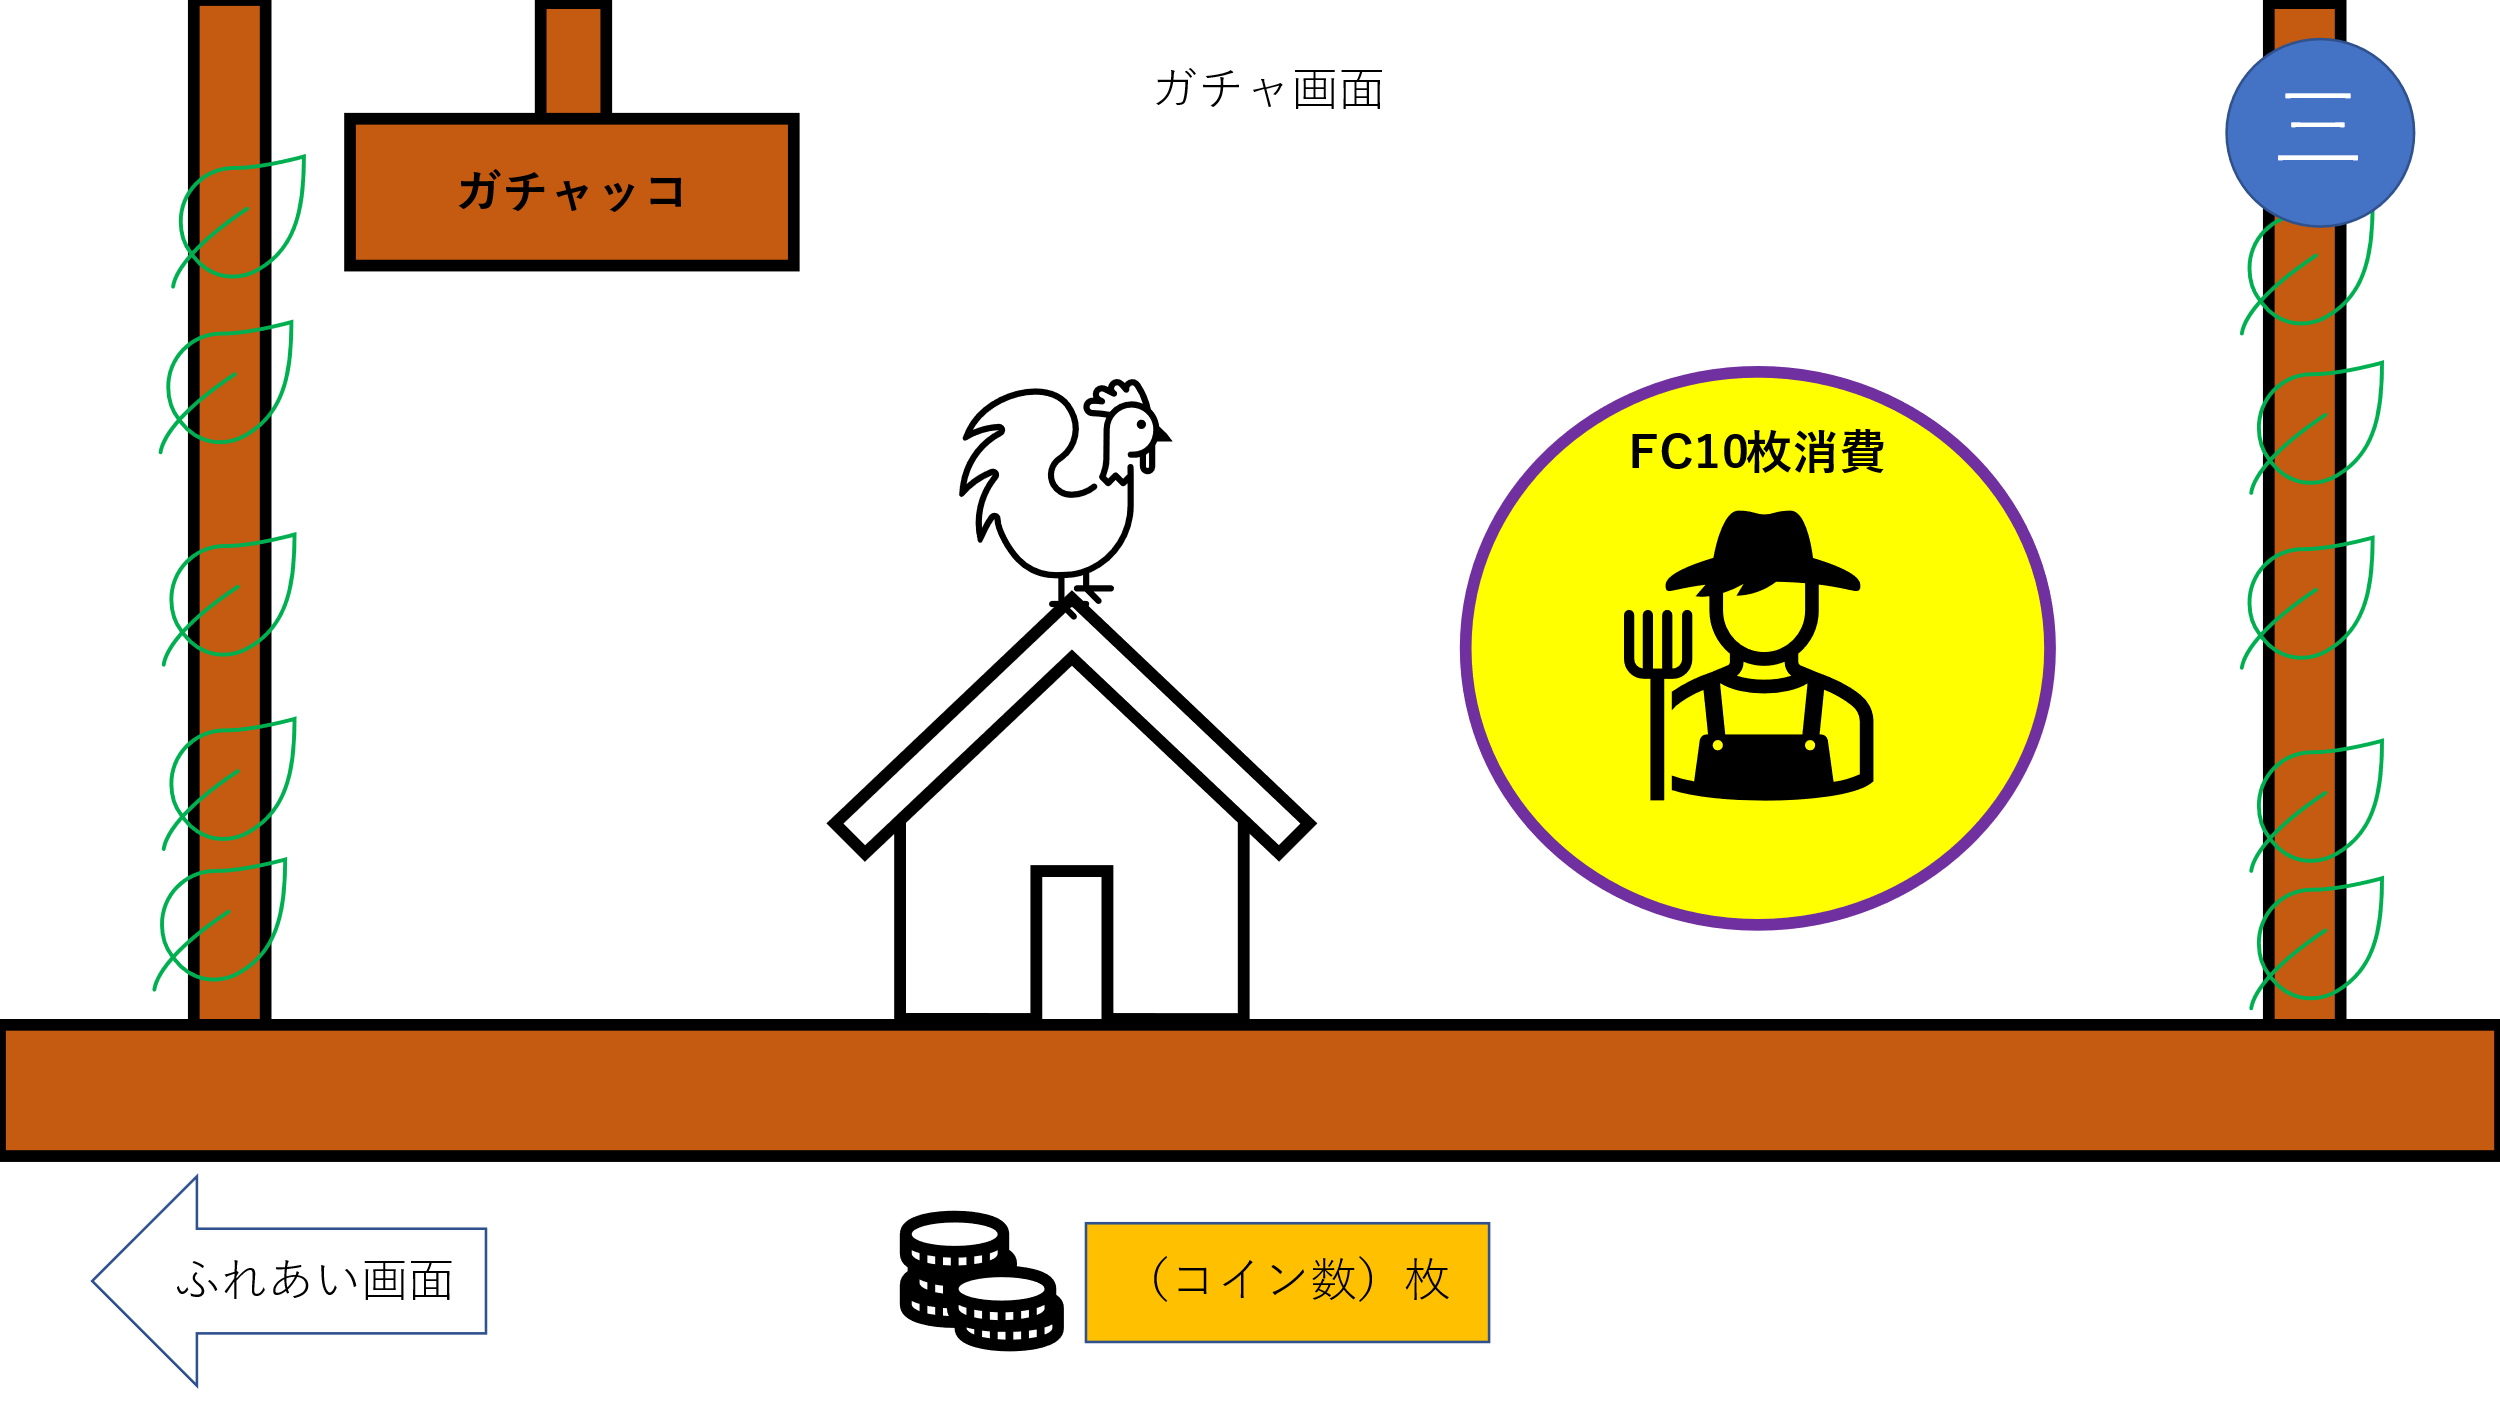 ガチャ画面
三
ガチャッコ
FC10枚消費
ふれあい画面
（コイン数）枚